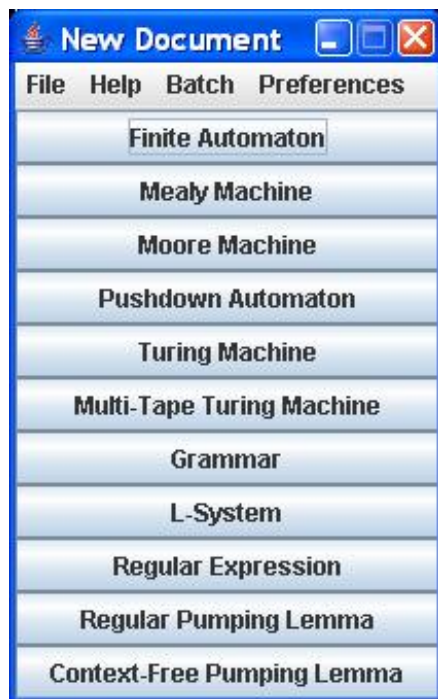 New Document
File Help Batch Preferences
Finite Automaton
Mealy Machine
Moore Machine
Pushdown Automaton
Turing Machine
Multi-Tape Turing Machine
Grammar
L-System
Regular Expression
Regular Pumping Lemma
Context-Free Pumping Lemma